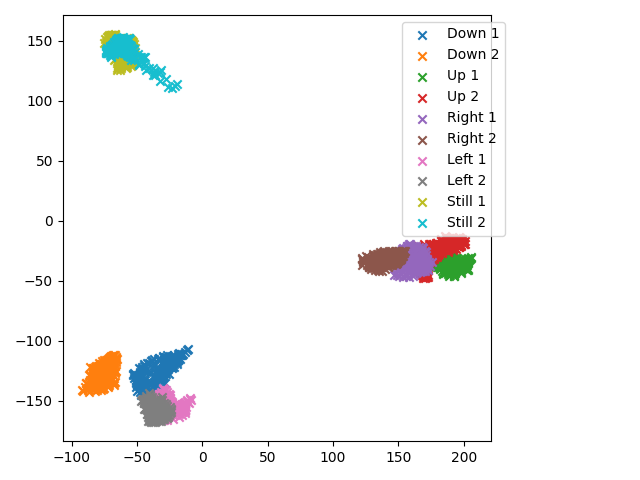 150
100
50
0
−50
−100
−150
−100
−50
0
50
100
150
200
Down 1
Down 2
Up 1
Up 2
Right 1
Right 2
Left 1
Left 2
Still 1
Still 2